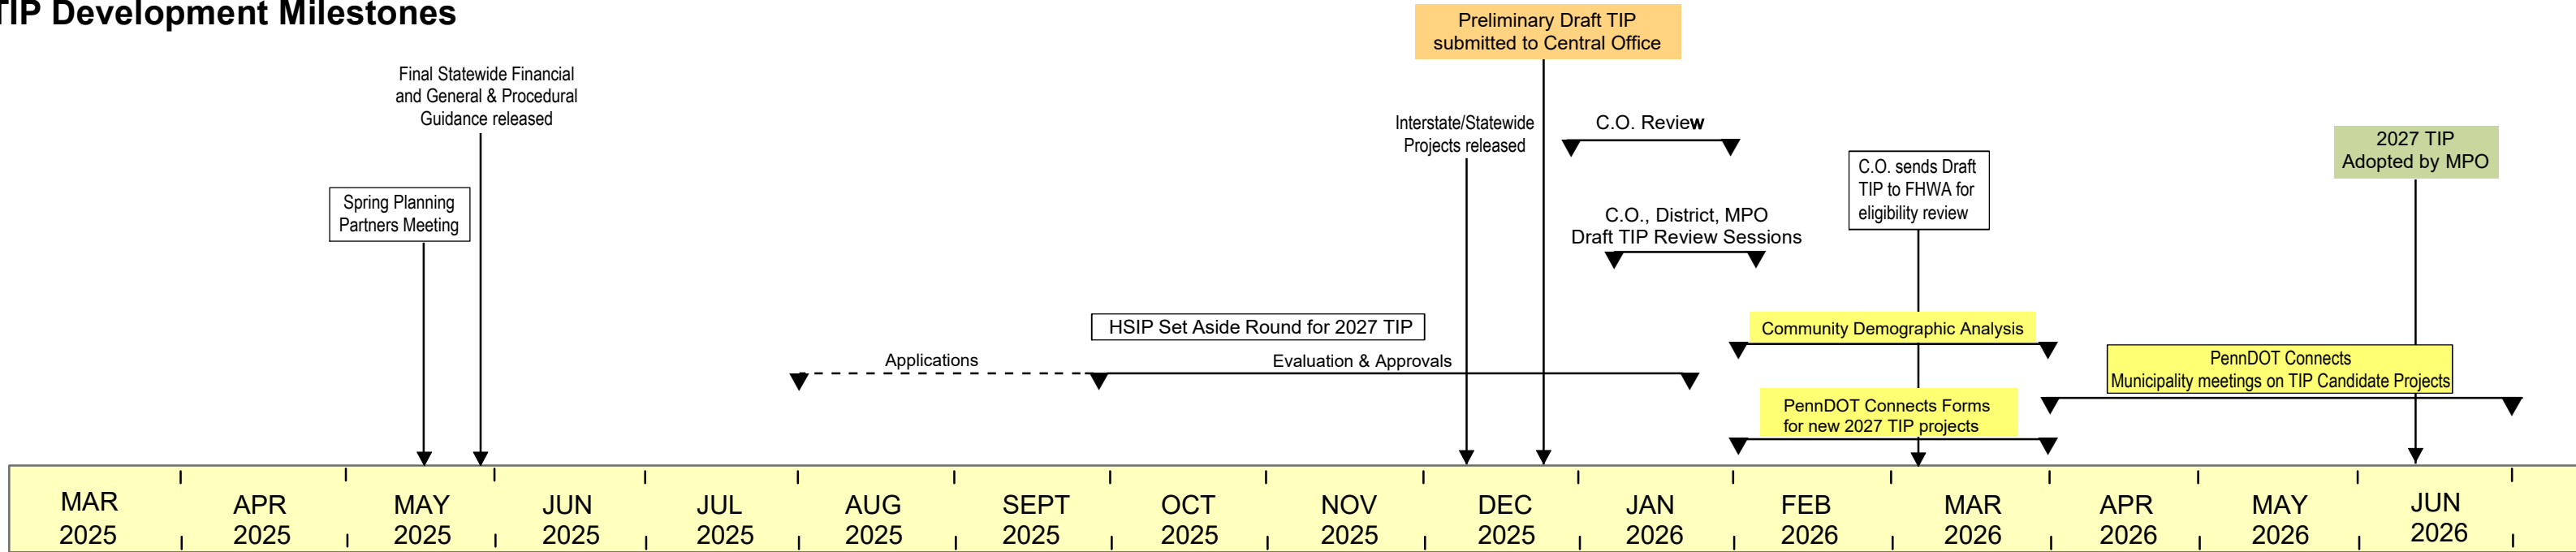 TIP Development Milestones
Preliminary Draft TIP
submitted to Central Office
Final Statewide Financial
and General & Procedural
Guidance released
Interstate/Statewide
Projects released
C.O. Review
2027 TIP
Adopted by MPO
C.O. sends Draft
TIP to FHWA for
eligibility review
Spring Planning
Partners Meeting
C.O., District, MPO
Draft TIP Review Sessions
HSIP Set Aside Round for 2027 TIP
Community Demographic Analysis
Applications
Evaluation & Approvals
PennDOT Connects
Municipality meetings on TIP Candidate Projects
PennDOT Connects Forms
for new 2027 TIP projects
MAR
2025
APR
2025
MAY
2025
JUN
2025
JUL
2025
AUG
2025
SEPT
2025
OCT
2025
NOV
2025
DEC
2025
JAN
2026
FEB
2026
MAR
2026
APR
2026
MAY
2026
JUN
2026